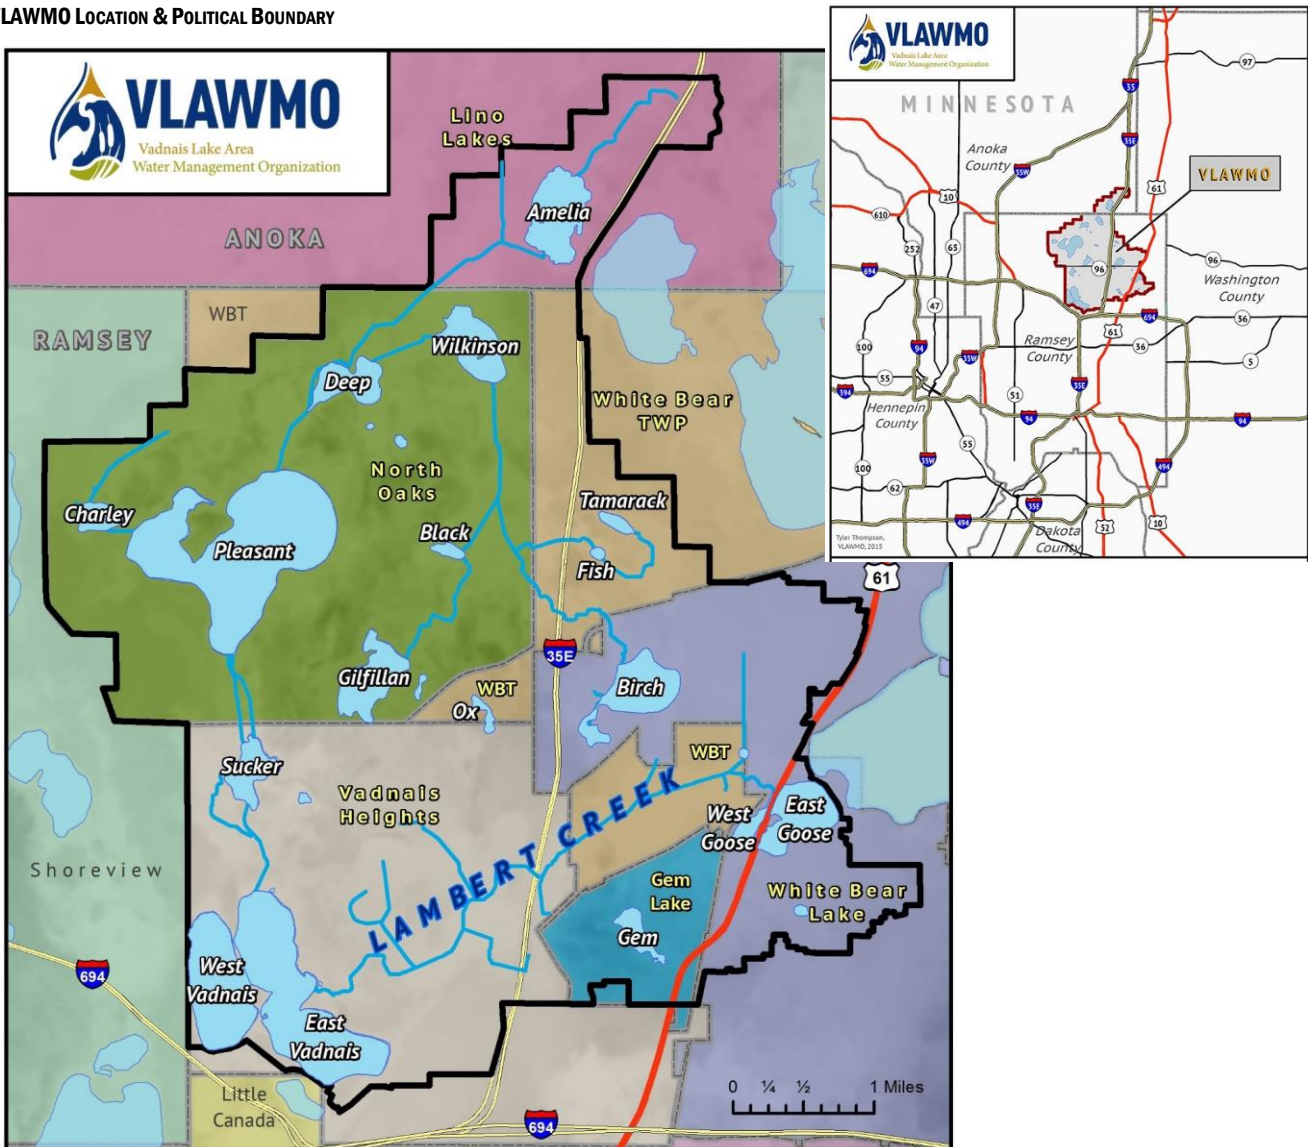 VLAWMO LOCATION & POLITICAL BOUNDARY
VLAWMO
Vadnais Lake Area
Water Management Organization
Lino
Lakes
Amelia
ANOKA
RAMSEY
WBT
Wilkinson
Deep
White Bear
TWP
North
Oaks
Charley
Pleasant
Black
Tamarack
Fish
61
35E
Gilfillan
WBT
Ox
Birch
Sucker
Vadnais
Heights
WBT
LAMBERT CREEK
West
Goose
East
Goose
Shoreview
Gem
Lake
White Bear
Lake
Gem
694
West
Vadnais
East
Vadnais
Little
Canada
694
0 ¼ ½ 1 Miles
VLAWMO
Vadnais Lake Area
Water Management Organization
MINNESOTA
97
35
35E
Anoka
County
35W
VLAWMO
61
10
610
252
65
96
96
694
Washington
County
47
36
694
61
Ramsey
County
36
100
94
35W
5
55
394
35E
51
Hennepin
County
94
94
55
35W
100
494
62
35E
494
Dakota
County
52
10
Tyler Thompson,
VLAWMO, 2015